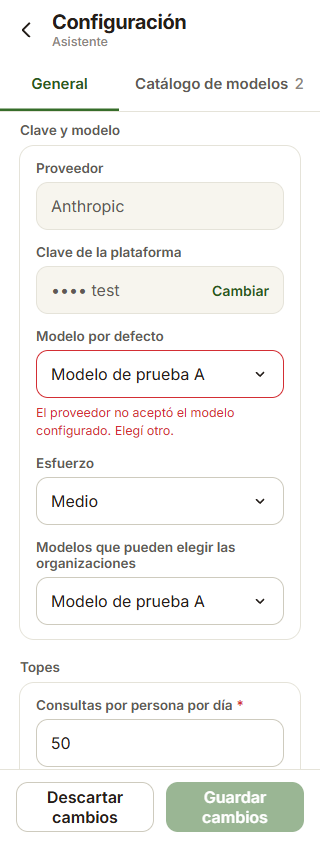 Configuración
Asistente
General
Catálogo de modelos 2
Clave y modelo
Proveedor
Anthropic
Clave de la plataforma
•••• test
Cambiar
Modelo por defecto
Modelo de prueba A
El proveedor no aceptó el modelo
configurado. Elegí otro.
Esfuerzo
Medio
Modelos que pueden elegir las
organizaciones
Modelo de prueba A
Topes
Consultas por persona por día *
50
Descartar
cambios
Guardar
cambios